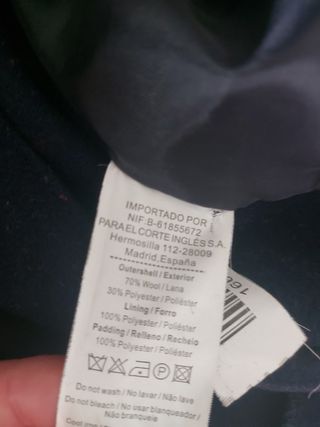 IMPORTADO POR
NIF:B-61855672
PARA EL CORTE INGLÉS S.A.
Hermosilla 112-28009
Madrid, España
Outershell / Exterior
70% Wool / Lana
30% Polyester / Poliéster
Lining / Forro
100% Polyester / Poliéster
Padding / Relleno / Recheio
100% Polyester / Poliéster
Do not wash / No lavar / Não lave
Do not bleach / No usar blanqueador /
Não branqueie